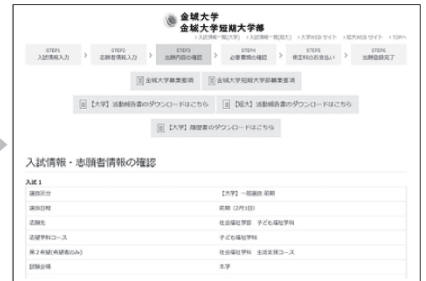 金城大学
金城大学短期大学部
STEP1 STEP2 STEP3 STEP4 STEP5 STEP6
入試情報入力 志願者情報入力 出願内容の確認 必要書類の確認 検定料のお支払い 出願登録完了
金城大学募集要項 金城大学短期大学部募集要項
【大学】活動報告書のダウンロードはこちら 【短大】活動報告書のダウンロードはこちら
【大学】履歴書のダウンロードはこちら
入試情報・志願者情報の確認
入試 1
選抜区分 【大学】一般選抜 前期
選抜日程 前期（2月1日）
志願先 社会福祉学部 子ども福祉学科
志望学科コース 子ども福祉学科
第2希望(希望者のみ) 社会福祉学科 生活支援コース
試験会場 本学